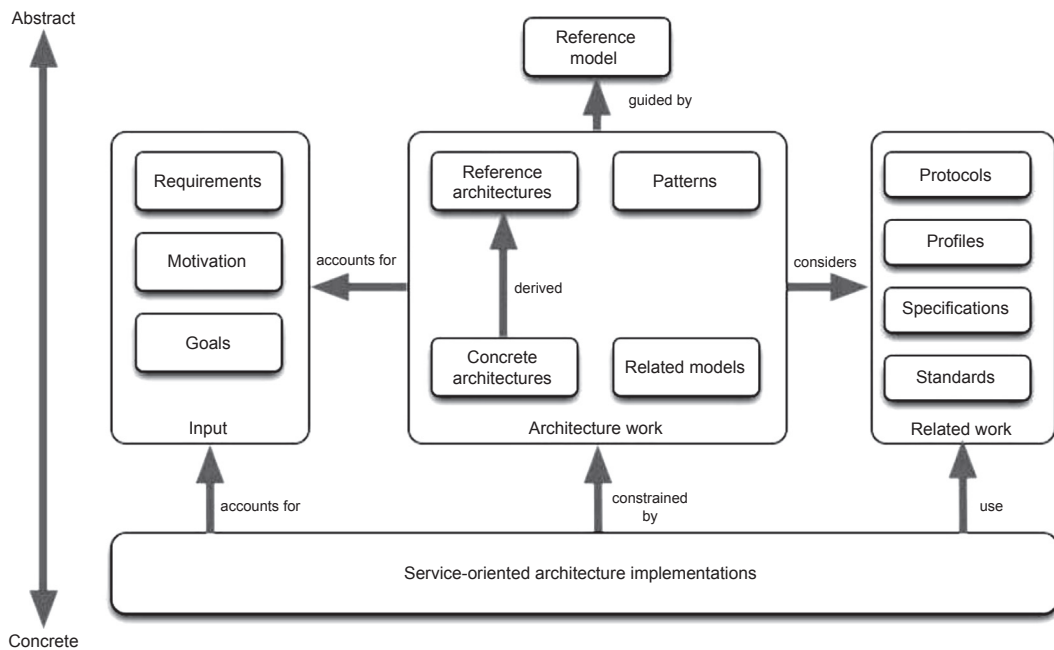 Abstract
Reference
model
guided by
Requirements
Motivation
Goals
Input
accounts for
Reference
architectures
Patterns
derived
Concrete
architectures
Related models
Architecture work
considers
Protocols
Profiles
Specifications
Standards
Related work
accounts for
constrained
by
use
Service-oriented architecture implementations
Concrete